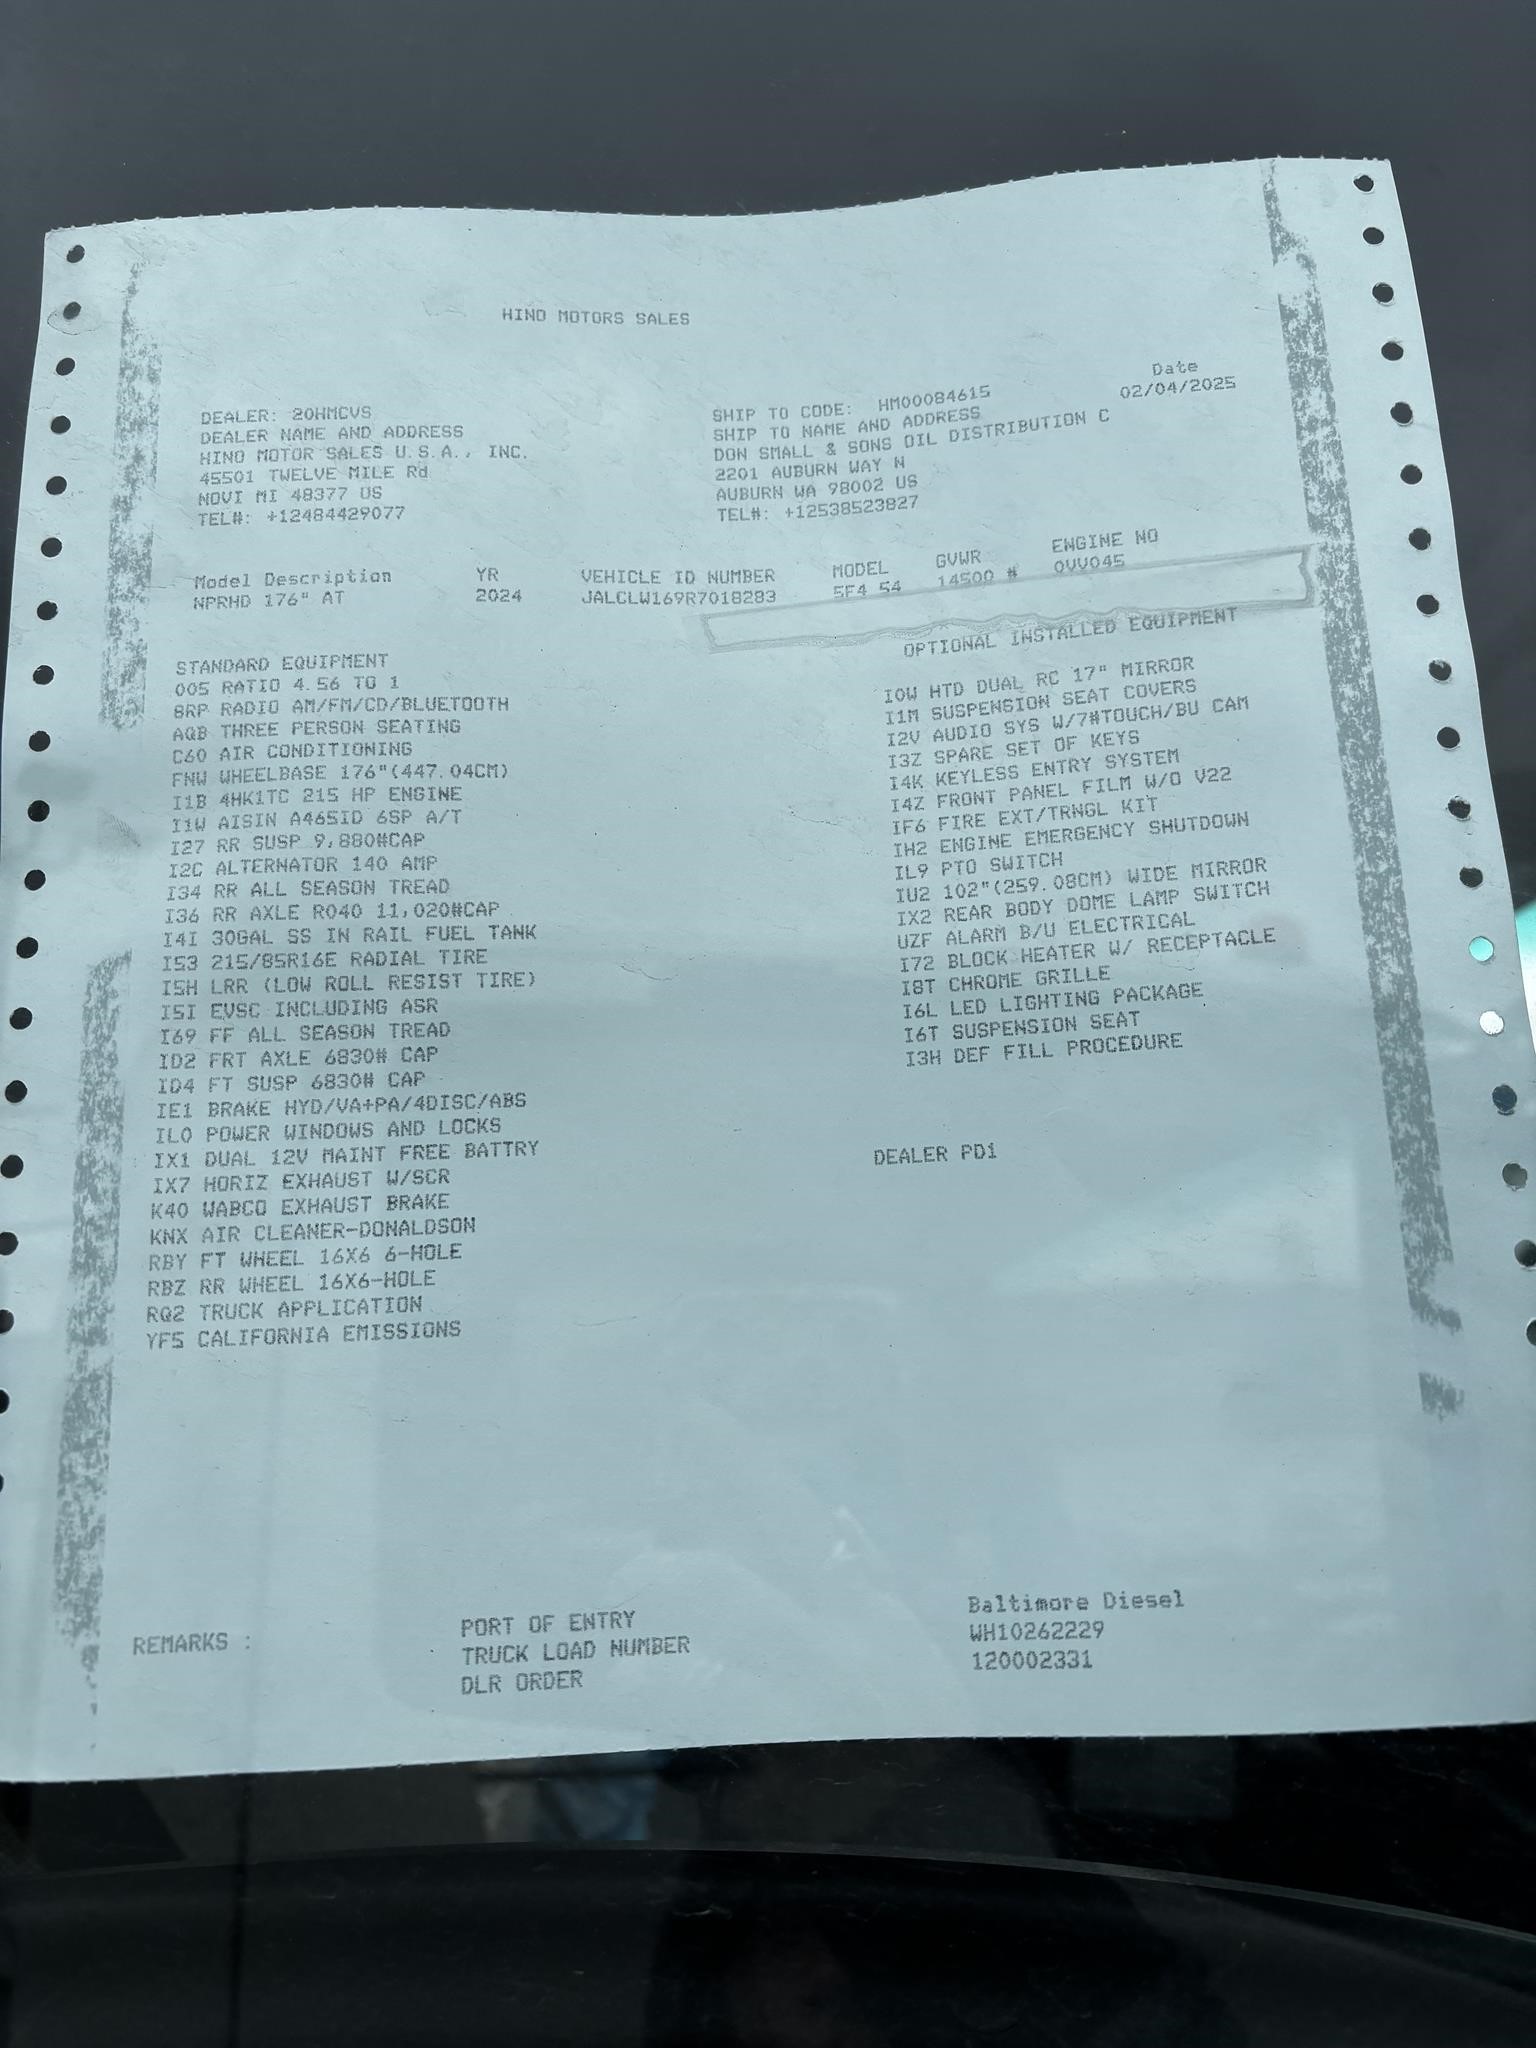 HINO MOTORS SALES
Date
02/04/2025
DEALER: 20HMCVS
DEALER NAME AND ADDRESS
HINO MOTOR SALES U.S.A., INC.
45501 TWELVE MILE Rd
NOVI MI 48377 US
TEL#: +12484429077
SHIP TO CODE: HM00084615
SHIP TO NAME AND ADDRESS
DON SMALL & SONS OIL DISTRIBUTION C
2201 AUBURN WAY N
AUBURN WA 98002 US
TEL#: +12538523827
Model Description YR VEHICLE ID NUMBER MODEL GVWR ENGINE NO
NPRHD 176" AT 2024 JALCLW169R7018283 5F4 54 14500 # 0VV045
STANDARD EQUIPMENT
005 RATIO 4.56 TO 1
8RP RADIO AM/FM/CD/BLUETOOTH
AQB THREE PERSON SEATING
C60 AIR CONDITIONING
FNW WHEELBASE 176"(447.04CM)
I1B 4HK1TC 215 HP ENGINE
I1W AISIN A465ID 6SP A/T
I27 RR SUSP 9,880#CAP
I2C ALTERNATOR 140 AMP
I34 RR ALL SEASON TREAD
I36 RR AXLE R040 11,020#CAP
I4I 30GAL SS IN RAIL FUEL TANK
I53 215/85R16E RADIAL TIRE
I5H LRR (LOW ROLL RESIST TIRE)
I5I EVSC INCLUDING ASR
I69 FF ALL SEASON TREAD
ID2 FRT AXLE 6830# CAP
ID4 FT SUSP 6830# CAP
IE1 BRAKE HYD/VA+PA/4DISC/ABS
IL0 POWER WINDOWS AND LOCKS
IX1 DUAL 12V MAINT FREE BATTRY
IX7 HORIZ EXHAUST W/SCR
K40 WABCO EXHAUST BRAKE
KNX AIR CLEANER-DONALDSON
RBY FT WHEEL 16X6 6-HOLE
RBZ RR WHEEL 16X6-HOLE
RQ2 TRUCK APPLICATION
YF5 CALIFORNIA EMISSIONS
OPTIONAL INSTALLED EQUIPMENT
I0W HTD DUAL RC 17" MIRROR
I1M SUSPENSION SEAT COVERS
I2V AUDIO SYS W/7#TOUCH/BU CAM
I3Z SPARE SET OF KEYS
I4K KEYLESS ENTRY SYSTEM
I4Z FRONT PANEL FILM W/O V22
IF6 FIRE EXT/TRNGL KIT
IH2 ENGINE EMERGENCY SHUTDOWN
IL9 PTO SWITCH
IU2 102"(259.08CM) WIDE MIRROR
IX2 REAR BODY DOME LAMP SWITCH
UZF ALARM B/U ELECTRICAL
I72 BLOCK HEATER W/ RECEPTACLE
I8T CHROME GRILLE
I6L LED LIGHTING PACKAGE
I6T SUSPENSION SEAT
I3H DEF FILL PROCEDURE
DEALER PD1
REMARKS :
PORT OF ENTRY Baltimore Diesel
TRUCK LOAD NUMBER WH10262229
DLR ORDER 120002331